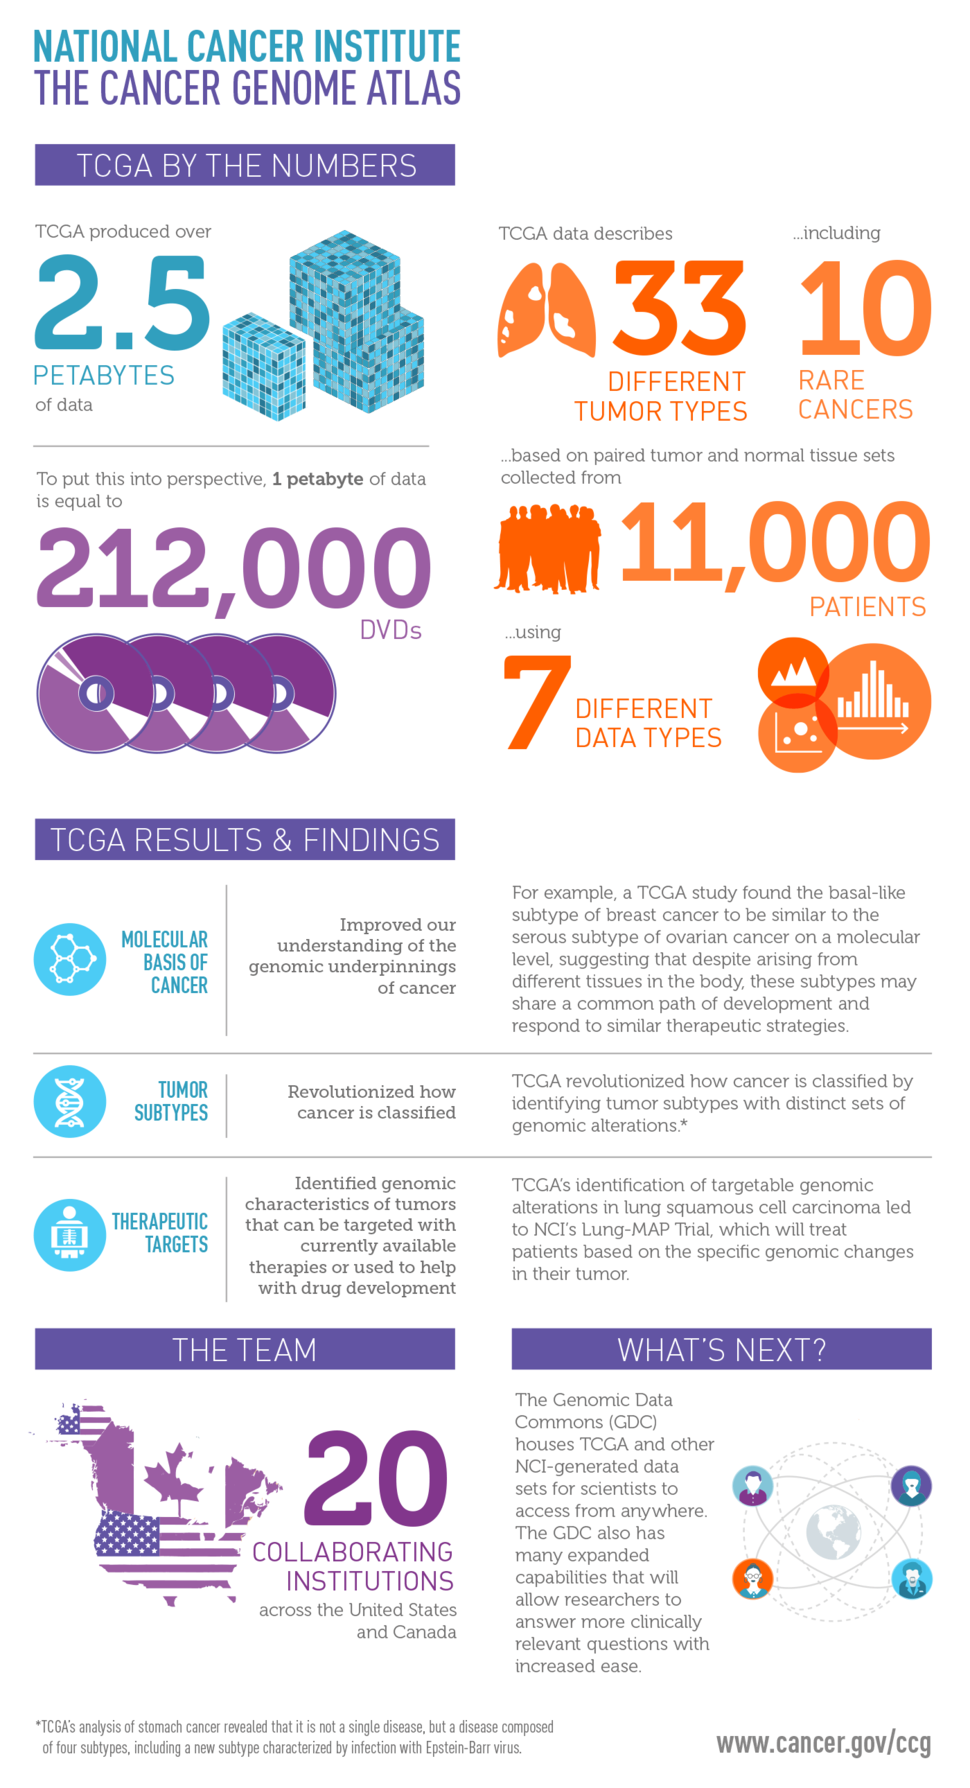 NATIONAL CANCER INSTITUTE
THE CANCER GENOME ATLAS
TCGA BY THE NUMBERS
TCGA produced over
2.5
PETABYTES
of data
To put this into perspective, 1 petabyte of data
is equal to
212,000
DVDs
TCGA data describes
33
DIFFERENT
TUMOR TYPES
...including
10
RARE
CANCERS
...based on paired tumor and normal tissue sets
collected from
11,000
PATIENTS
...using
7
DIFFERENT
DATA TYPES
TCGA RESULTS & FINDINGS
MOLECULAR
BASIS OF
CANCER
Improved our
understanding of the
genomic underpinnings
of cancer
For example, a TCGA study found the basal-like
subtype of breast cancer to be similar to the
serous subtype of ovarian cancer on a molecular
level, suggesting that despite arising from
different tissues in the body, these subtypes may
share a common path of development and
respond to similar therapeutic strategies.
TUMOR
SUBTYPES
Revolutionized how
cancer is classified
TCGA revolutionized how cancer is classified by
identifying tumor subtypes with distinct sets of
genomic alterations.*
THERAPEUTIC
TARGETS
Identified genomic
characteristics of tumors
that can be targeted with
currently available
therapies or used to help
with drug development
TCGA's identification of targetable genomic
alterations in lung squamous cell carcinoma led
to NCI's Lung-MAP Trial, which will treat
patients based on the specific genomic changes
in their tumor.
THE TEAM
20
COLLABORATING
INSTITUTIONS
across the United States
and Canada
WHAT'S NEXT?
The Genomic Data
Commons (GDC)
houses TCGA and other
NCI-generated data
sets for scientists to
access from anywhere.
The GDC also has
many expanded
capabilities that will
allow researchers to
answer more clinically
relevant questions with
increased ease.
*TCGA's analysis of stomach cancer revealed that it is not a single disease, but a disease composed
of four subtypes, including a new subtype characterized by infection with Epstein-Barr virus.
www.cancer.gov/ccg